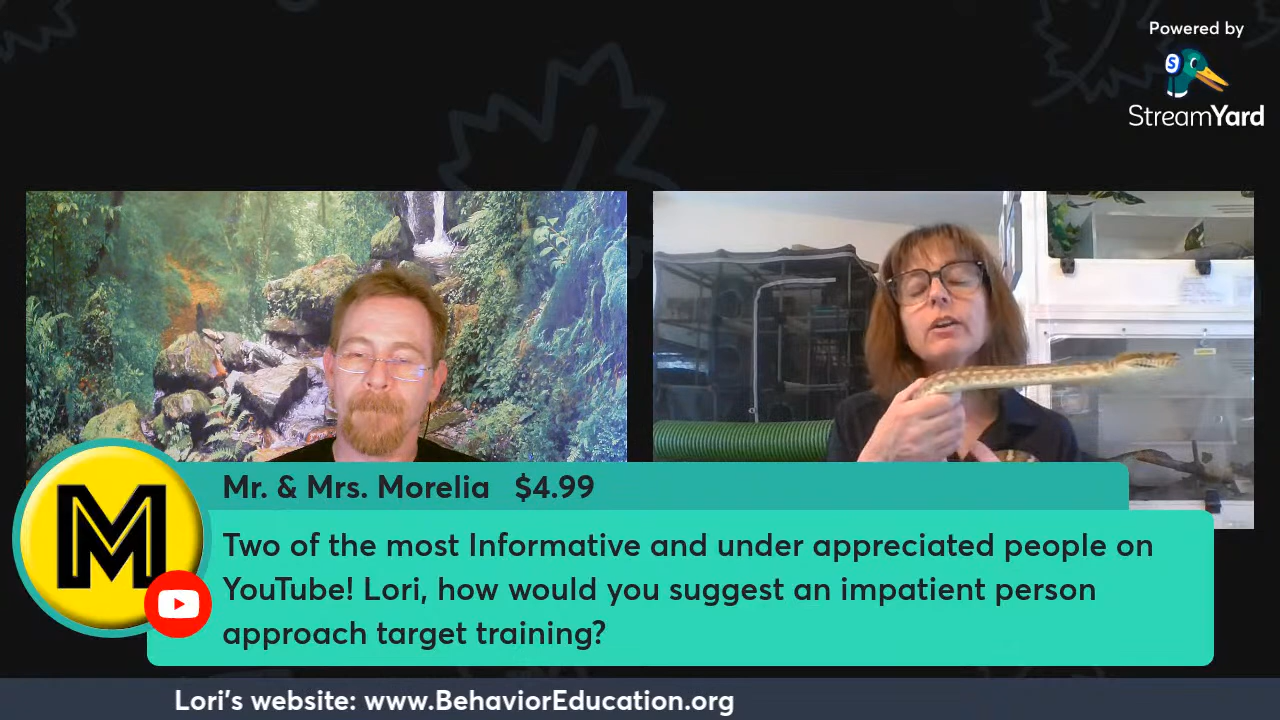 Powered by
S
StreamYard
Mr. & Mrs. Morelia $4.99
M
Two of the most Informative and under appreciated people on
YouTube! Lori, how would you suggest an impatient person
approach target training?
Lori's website: www.BehaviorEducation.org